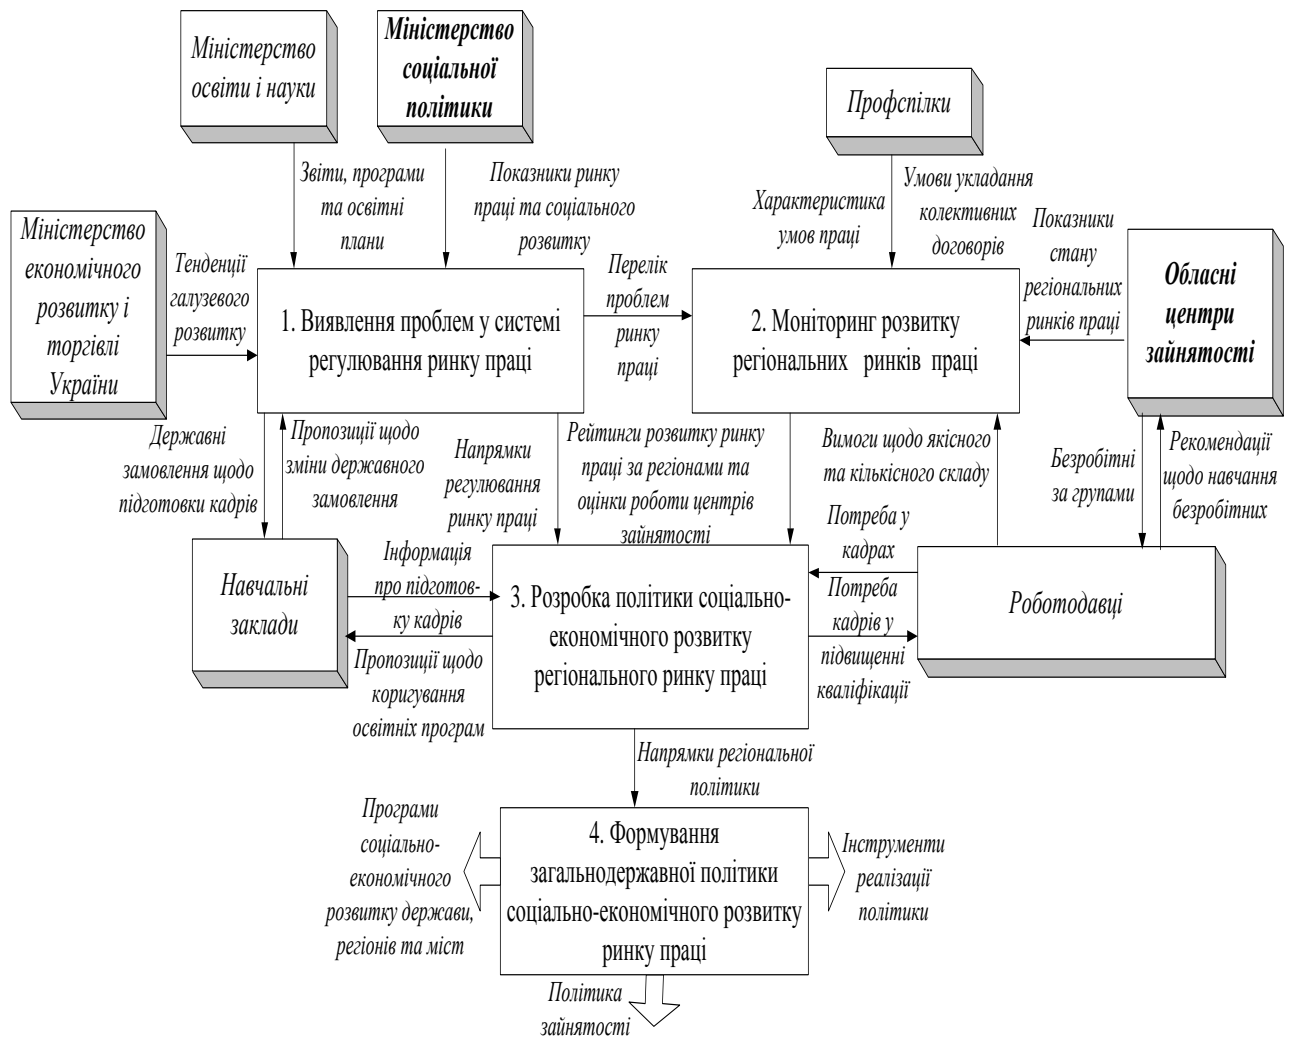 Міністерство
освіти і науки
Міністерство
соціальної
політики
Профспілки
Звіти, програми
та освітні
плани
Показники ринку
праці та соціального
розвитку
Характеристика
умов праці
Умови укладання
колективних
договорів
Показники
стану
регіональних
ринків праці
Міністерство
економічного
розвитку і
торгівлі
України
Тенденції
галузевого
розвитку
1. Виявлення проблем у системі
регулювання ринку праці
Перелік
проблем
ринку
праці
2. Моніторинг розвитку
регіональних ринків праці
Обласні
центри
зайнятості
Державні
замовлення щодо
підготовки кадрів
Пропозиції щодо
зміни державного
замовлення
Напрямки
регулювання
ринку праці
Рейтинги розвитку ринку
праці за регіонами та
оцінки роботи центрів
зайнятості
Вимоги щодо якісного
та кількісного складу
Безробітні
за групами
Рекомендації
щодо навчання
безробітних
Навчальні
заклади
Інформація
про підготов-
ку кадрів
Пропозиції щодо
коригування
освітніх програм
3. Розробка політики соціально-
економічного розвитку
регіонального ринку праці
Потреба у
кадрах
Потреба
кадрів у
підвищенні
кваліфікації
Роботодавці
Напрямки регіональної
політики
Програми
соціально-
економічного
розвитку держави,
регіонів та міст
4. Формування
загальнодержавної політики
соціально-економічного розвитку
ринку праці
Інструменти
реалізації
політики
Політика
зайнятості